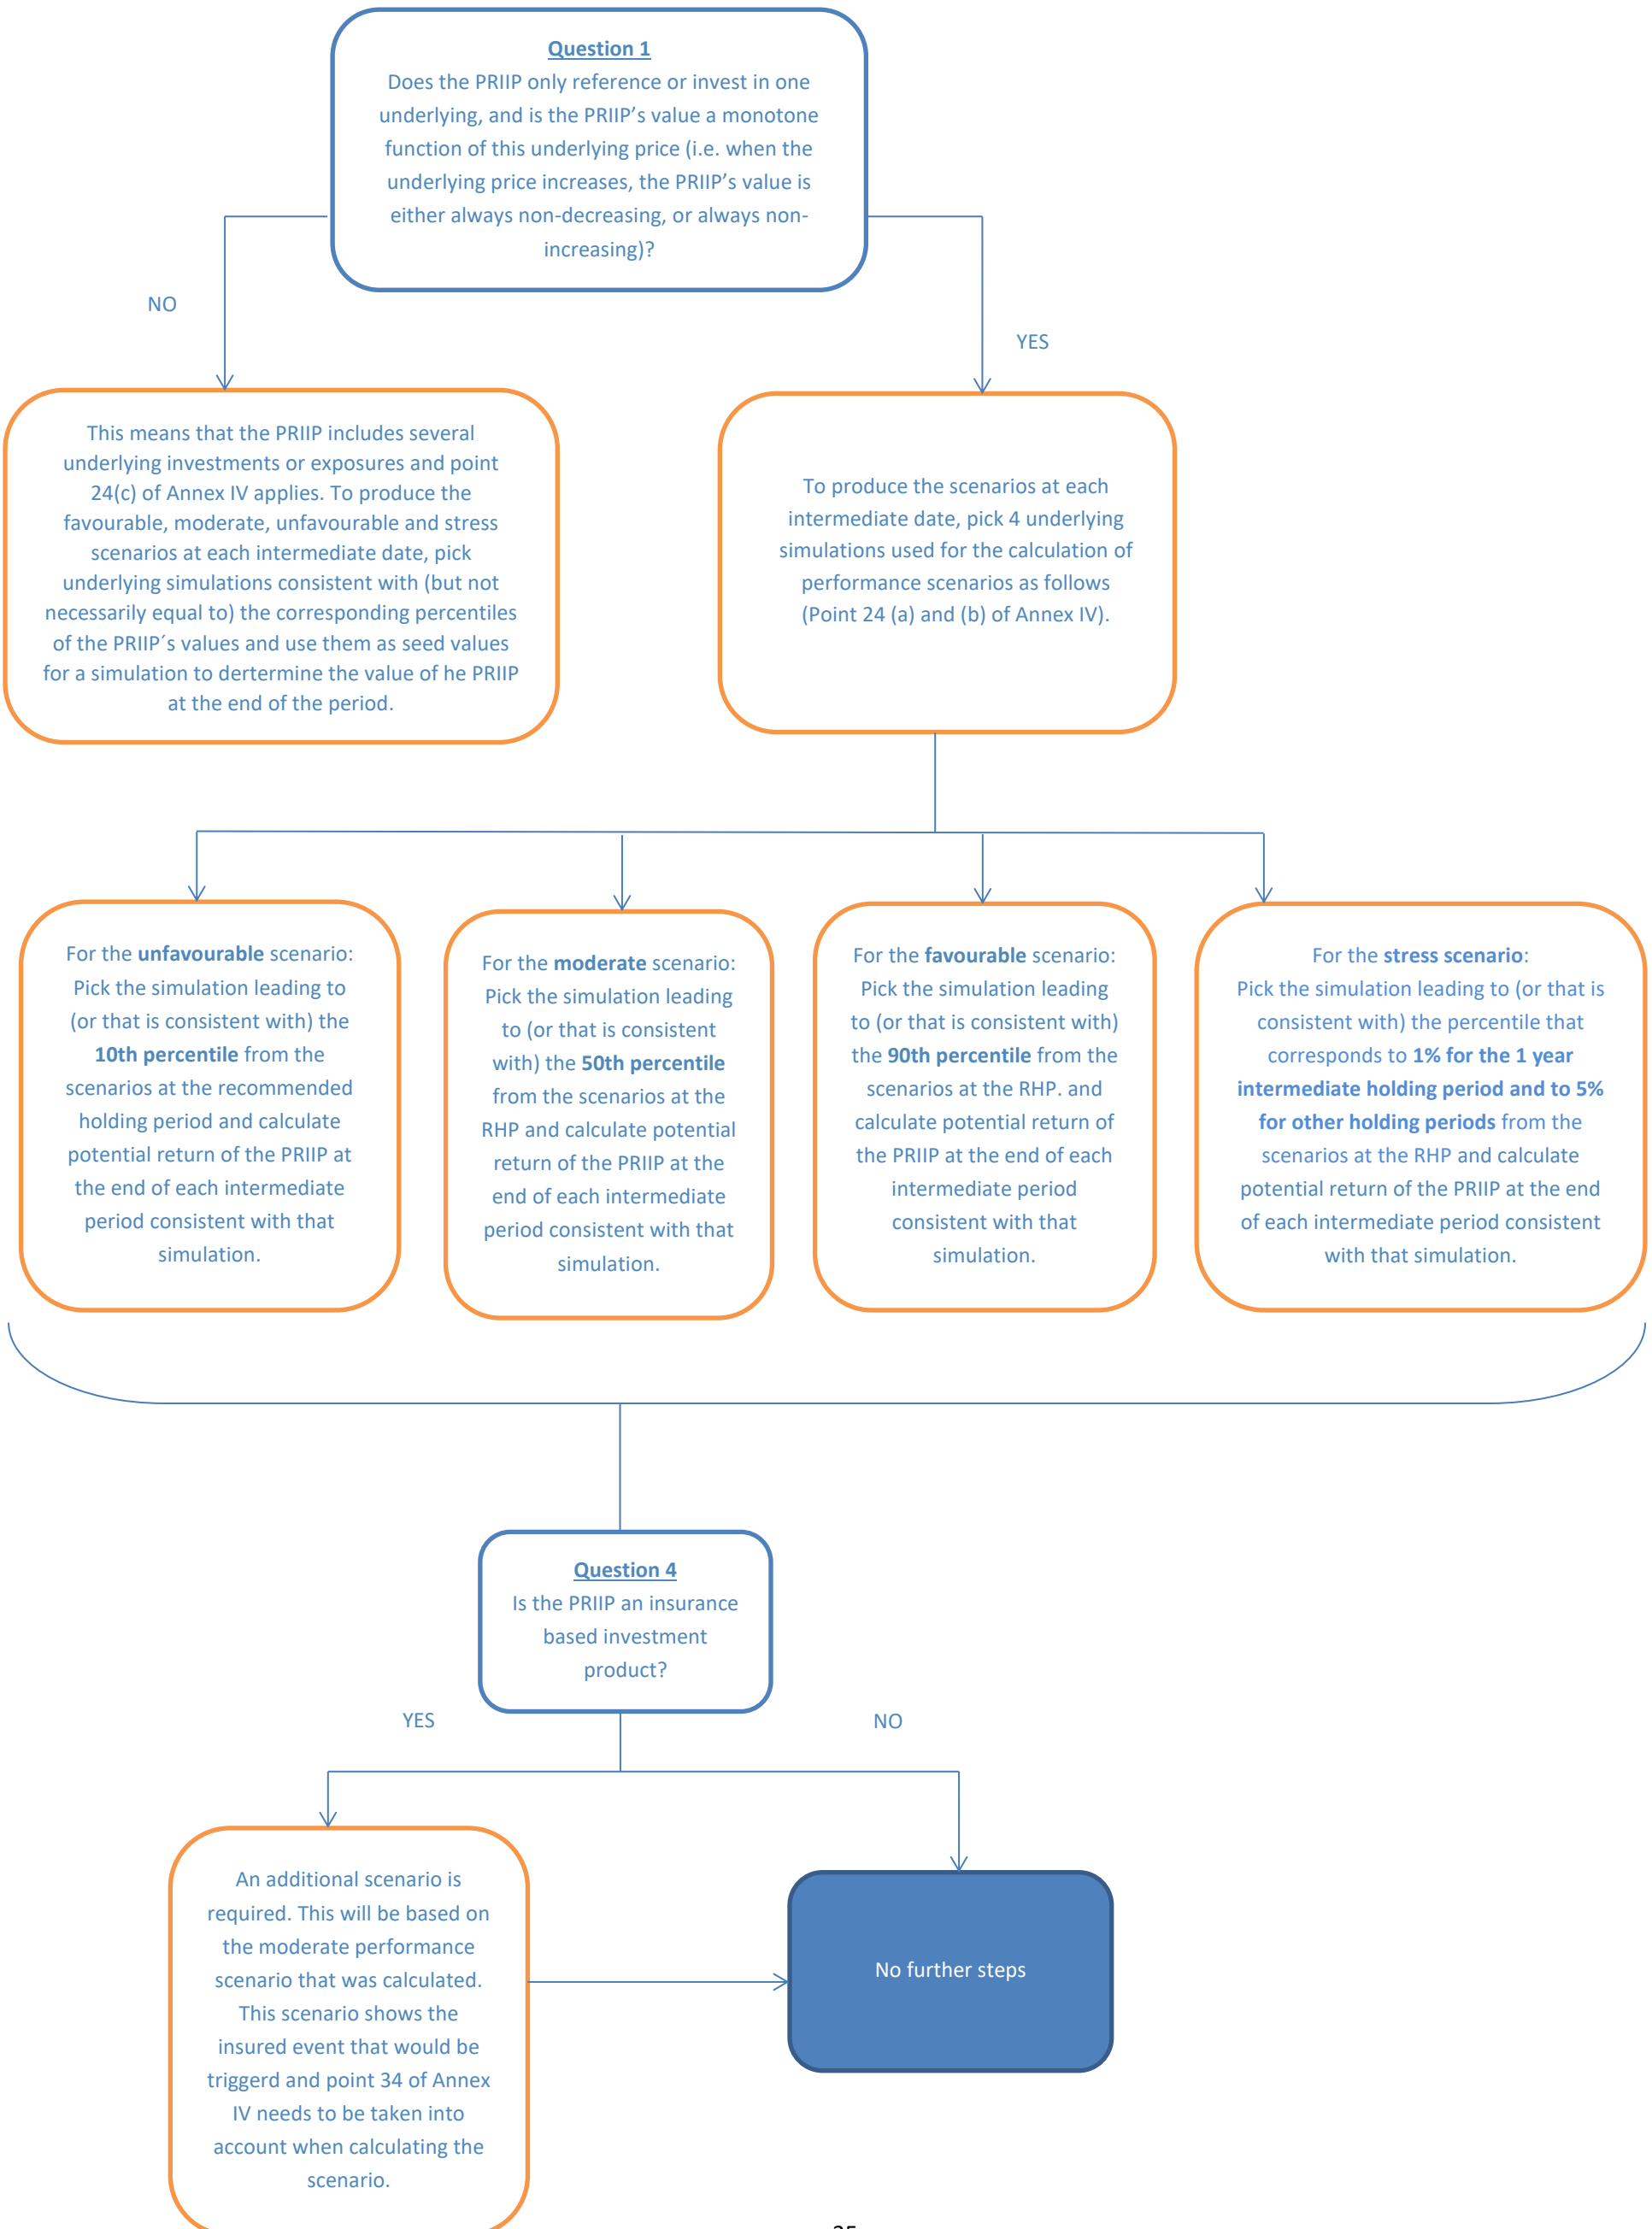 Question 1
Does the PRIIP only reference or invest in one
underlying, and is the PRIIP’s value a monotone
function of this underlying price (i.e. when the
underlying price increases, the PRIIP’s value is
either always non-decreasing, or always non-
increasing)?
NO
YES
This means that the PRIIP includes several
underlying investments or exposures and point
24(c) of Annex IV applies. To produce the
favourable, moderate, unfavourable and stress
scenarios at each intermediate date, pick
underlying simulations consistent with (but not
necessarily equal to) the corresponding percentiles
of the PRIIP´s values and use them as seed values
for a simulation to dertermine the value of he PRIIP
at the end of the period.
To produce the scenarios at each
intermediate date, pick 4 underlying
simulations used for the calculation of
performance scenarios as follows
(Point 24 (a) and (b) of Annex IV).
For the unfavourable scenario:
Pick the simulation leading to
(or that is consistent with) the
10th percentile from the
scenarios at the recommended
holding period and calculate
potential return of the PRIIP at
the end of each intermediate
period consistent with that
simulation.
For the moderate scenario:
Pick the simulation leading
to (or that is consistent
with) the 50th percentile
from the scenarios at the
RHP and calculate potential
return of the PRIIP at the
end of each intermediate
period consistent with that
simulation.
For the favourable scenario:
Pick the simulation leading
to (or that is consistent with)
the 90th percentile from the
scenarios at the RHP. and
calculate potential return of
the PRIIP at the end of each
intermediate period
consistent with that
simulation.
For the stress scenario:
Pick the simulation leading to (or that is
consistent with) the percentile that
corresponds to 1% for the 1 year
intermediate holding period and to 5%
for other holding periods from the
scenarios at the RHP and calculate
potential return of the PRIIP at the end
of each intermediate period consistent
with that simulation.
Question 4
Is the PRIIP an insurance
based investment
product?
YES
NO
An additional scenario is
required. This will be based on
the moderate performance
scenario that was calculated.
This scenario shows the
insured event that would be
triggerd and point 34 of Annex
IV needs to be taken into
account when calculating the
scenario.
No further steps